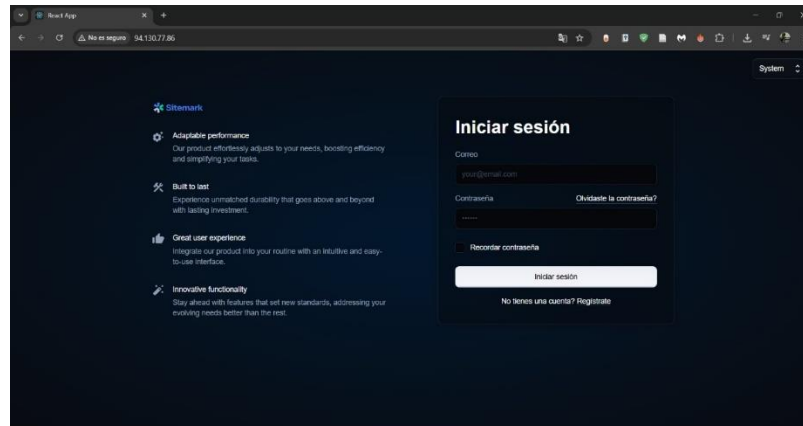 React App
No es seguro
94.130.77.86
System
Sitemark
Adaptable performance
Our product effortlessly adjusts to your needs, boosting efficiency
and simplifying your tasks.
Built to last
Experience unmatched durability that goes above and beyond
with lasting investment.
Great user experience
Integrate our product into your routine with an intuitive and easy-
to-use interface.
Innovative functionality
Stay ahead with features that set new standards, addressing your
evolving needs better than the rest.
Iniciar sesión
Correo
your@email.com
Contraseña
Olvidaste la contraseña?
••••••
Recordar contraseña
Iniciar sesión
No tienes una cuenta? Registrate